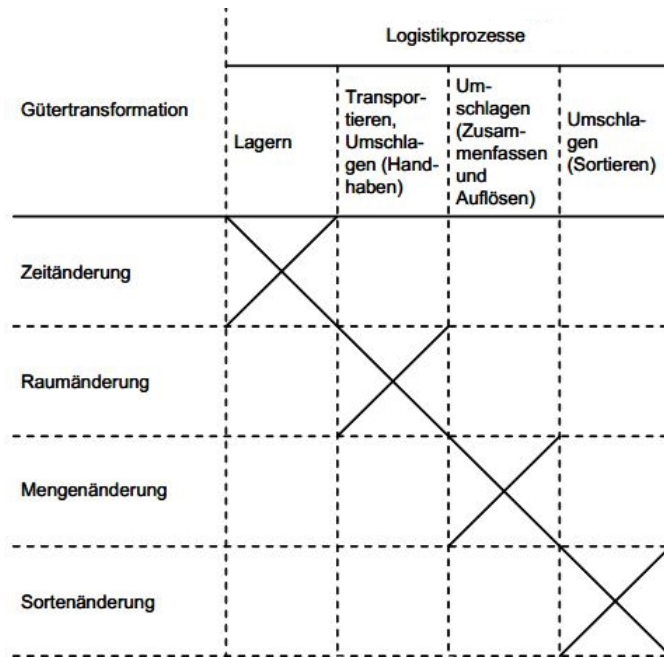 Logistikprozesse
Gütertransformation
Lagern
Transpor-
tieren,
Umschla-
gen (Hand-
haben)
Um-
schlagen
(Zusam-
menfassen
und
Auflösen)
Umschla-
gen
(Sortieren)
Zeitänderung
Raumänderung
Mengenänderung
Sortenänderung